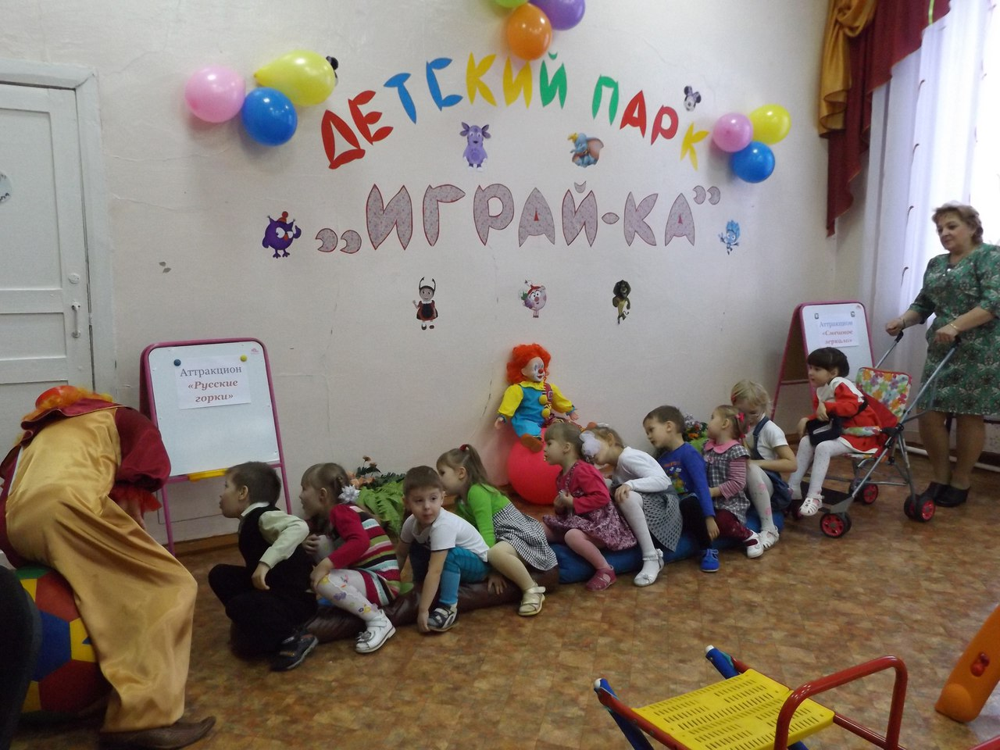 ДЕТСКИЙ ПАРК
„ИГРАЙ-КА”
Аттракцион
«Русские
горки»
Аттракцион
«Смешное
зеркало»